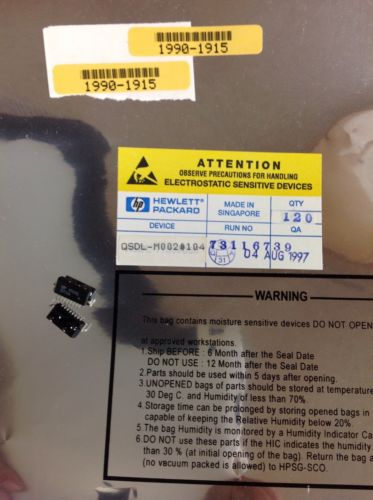 1990-1915
1990-1915
ATTENTION
OBSERVE PRECAUTIONS FOR HANDLING
ELECTROSTATIC SENSITIVE DEVICES
hp HEWLETT PACKARD
MADE IN SINGAPORE
QTY
120
DEVICE
RUN NO
QA
QSDL-M002#104
73116739
31
04 AUG 1997
WARNING
This bag contains moisture sensitive devices DO NOT OPEN
at approved workstations.
1.Ship BEFORE : 6 Month after the Seal Date
DO NOT USE : 12 Month after the Seal Date
2.Parts should be used within 5 days after opening.
3.UNOPENED bags of parts should be stored at temperature
30 Deg C. and Humidity of less than 70%.
4.Storage time can be prolonged by storing opened bags in
capable of keeping the Relative Humidity below 20%.
5.The bag Humidity is monitored by a Humidity Indicator Ca
6.DO NOT use these parts if the HIC indicates the humidity
than 30 % (at initial opening of the bag). Return the bag a
(no vacuum packed is allowed) to HPSG-SCO.